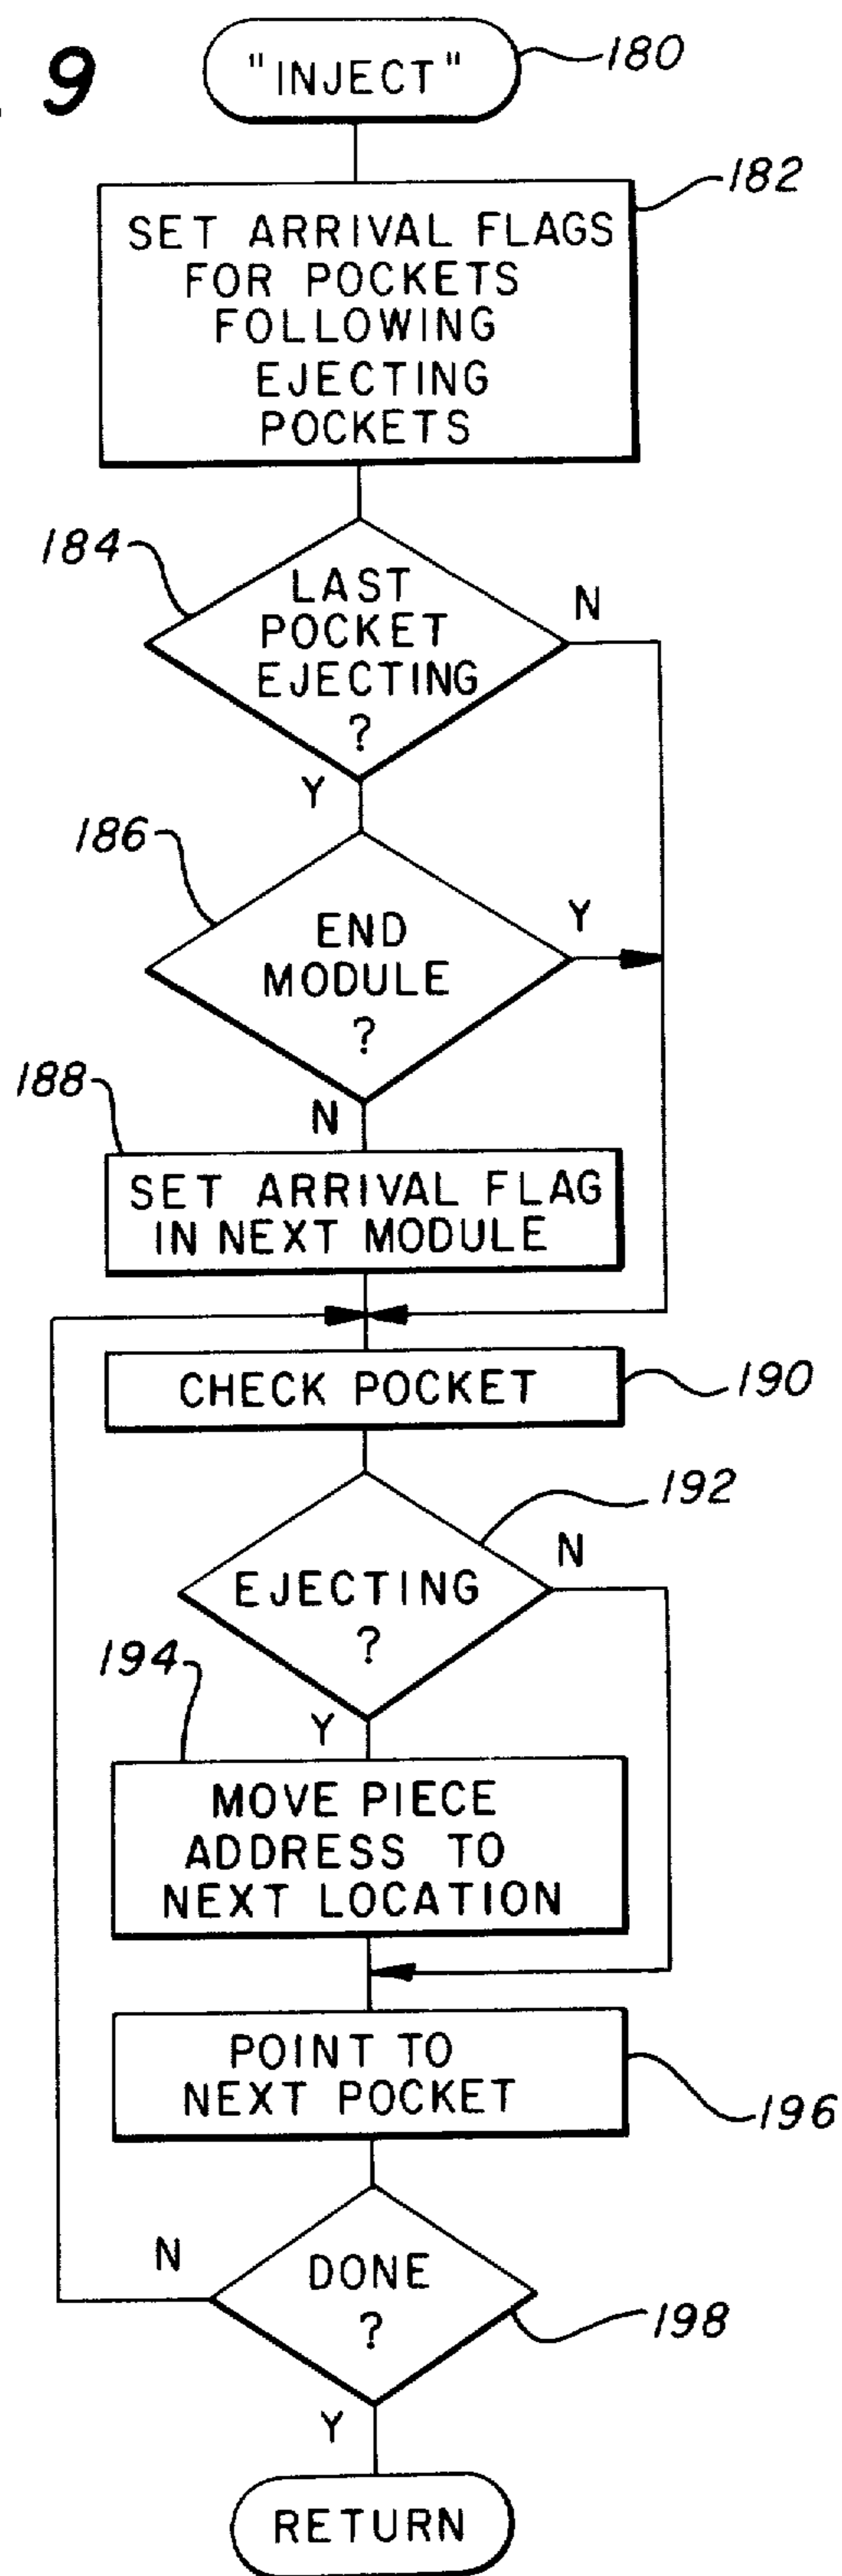 9
"INJECT"
180
182
SET ARRIVAL FLAGS
FOR POCKETS
FOLLOWING
EJECTING
POCKETS
184
LAST
POCKET
EJECTING
?
N
Y
186
END
MODULE
?
Y
N
188
SET ARRIVAL FLAG
IN NEXT MODULE
CHECK POCKET
190
192
EJECTING
?
N
Y
194
MOVE PIECE
ADDRESS TO
NEXT LOCATION
POINT TO
NEXT POCKET
196
DONE
?
N
198
Y
RETURN